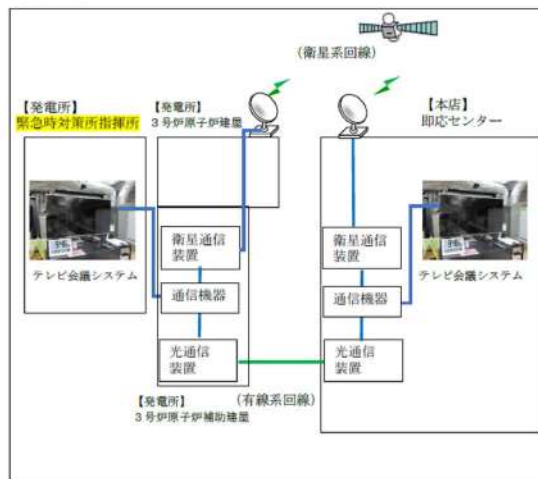 (衛星系回線)
【発電所】
緊急時対策所指揮所
【発電所】
３号炉原子炉建屋
【本店】
即応センター
テレビ会議システム
衛星通信
装置
通信機器
光通信
装置
衛星通信
装置
通信機器
光通信
装置
テレビ会議システム
(有線系回線)
【発電所】
３号炉原子炉補助建屋